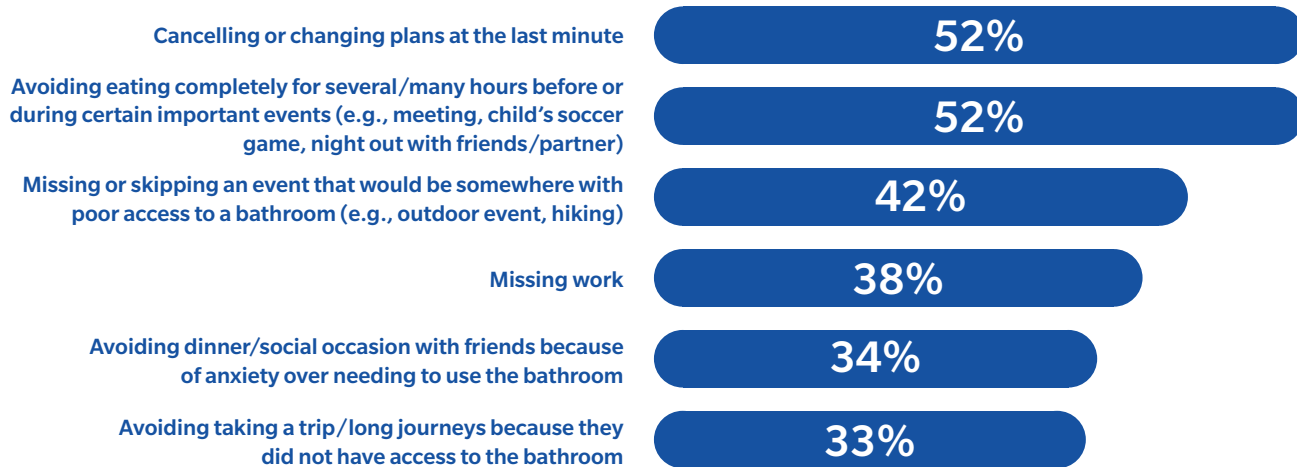 Cancelling or changing plans at the last minute
52%
Avoiding eating completely for several/many hours before or
during certain important events (e.g., meeting, child’s soccer
game, night out with friends/partner)
52%
Missing or skipping an event that would be somewhere with
poor access to a bathroom (e.g., outdoor event, hiking)
42%
Missing work
38%
Avoiding dinner/social occasion with friends because
of anxiety over needing to use the bathroom
34%
Avoiding taking a trip/long journeys because they
did not have access to the bathroom
33%